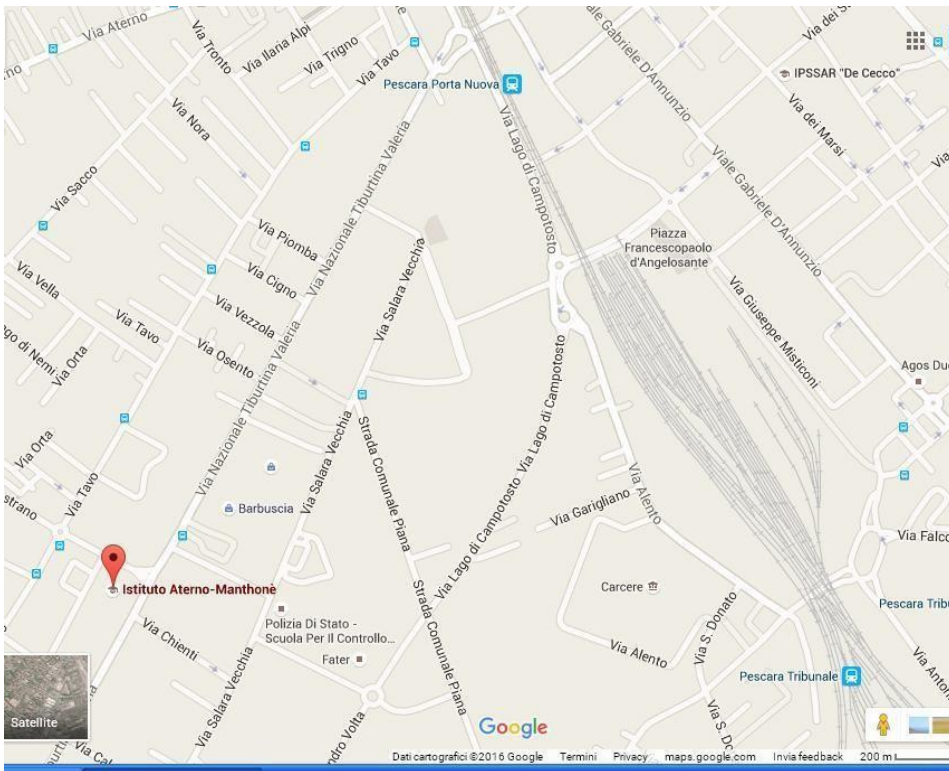 Via Aterno
Via Tronto
Via Ilaria Alpi
Via Trigno
Via Tavo
Pescara Porta Nuova
Viale Gabriele D'Annunzio
IPSSAR "De Cecco"
Via dei Marsi
Via Nora
Via Sacco
Via Lago di Campotosto
Viale Gabriele D'Annunzio
Via Nazionale Tiburtina Valeria
Via Piomba
Via Cigno
Via Vezzola
Via Salara Vecchia
Piazza
Francescopaolo
d'Angelosante
Via Vella
Via Tavo
Via Osento
Via Giuseppe Misticoni
Via Orta
Via Nazionale Tiburtina Valeria
Via Lago di Campotosto
Via Orta
Via Tavo
Via Salara Vecchia
Strada Comunale Piana
Via Alento
Barbuscia
Via Garigliano
Via Lago di Campotosto
Istituto Aterno-Manthonè
Strada Comunale Piana
Carcere
Polizia Di Stato -
Scuola Per Il Controllo...
Via Chienti
Fater
Via Alento
Via S. Donato
Pescara Tribunale
Via Salara Vecchia
Satellite
Google
Dati cartografici ©2016 Google Termini Privacy maps.google.com Invia feedback 200 m